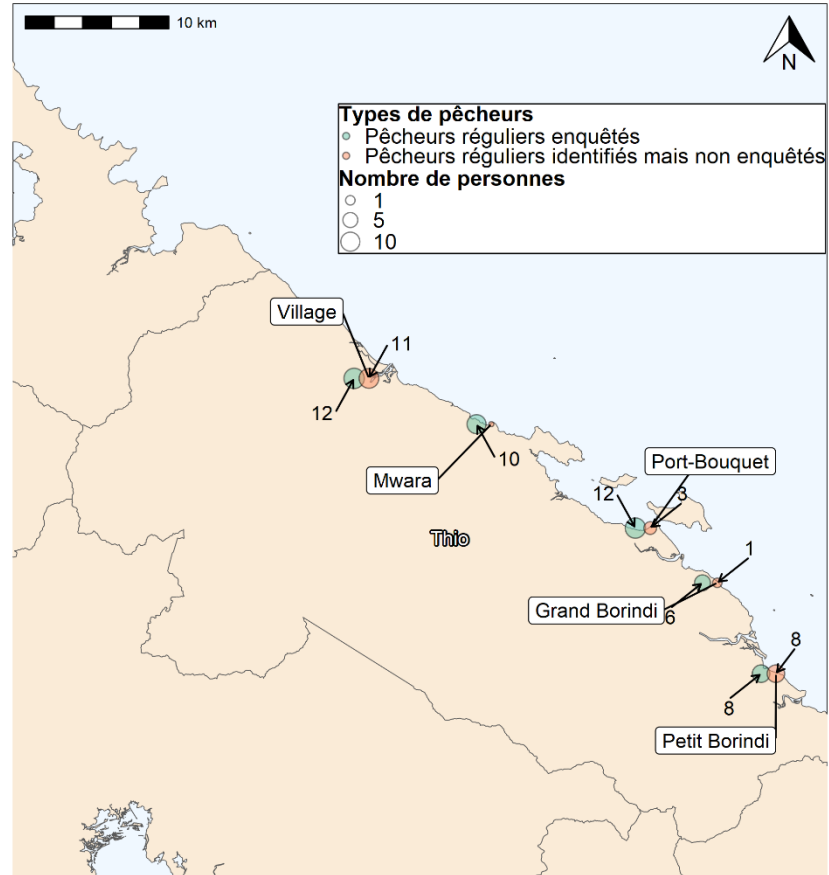 10 km
N
Types de pêcheurs
Pêcheurs réguliers enquêtés
Pêcheurs réguliers identifiés mais non enquêtés
Nombre de personnes
1
5
10
Village
11
12
10
Mwara
Port-Bouquet
12
3
Thio
1
Grand Borindi
6
8
8
Petit Borindi